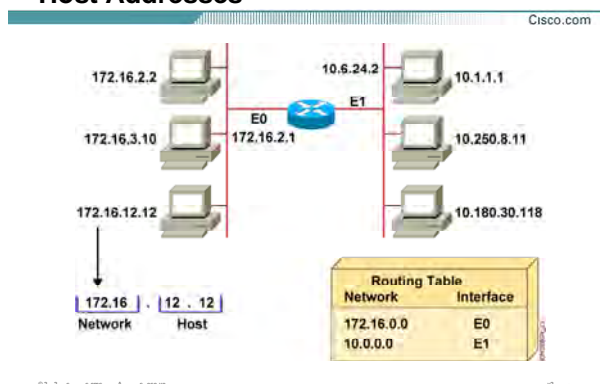 Host Addresses
Cisco.com
172.16.2.2
10.6.24.2
10.1.1.1
E0
E1
172.16.3.10
172.16.2.1
10.250.8.11
172.16.12.12
10.180.30.118
172.16 . 12 . 12
Network Host
Routing Table
Network Interface
172.16.0.0 E0
10.0.0.0 E1